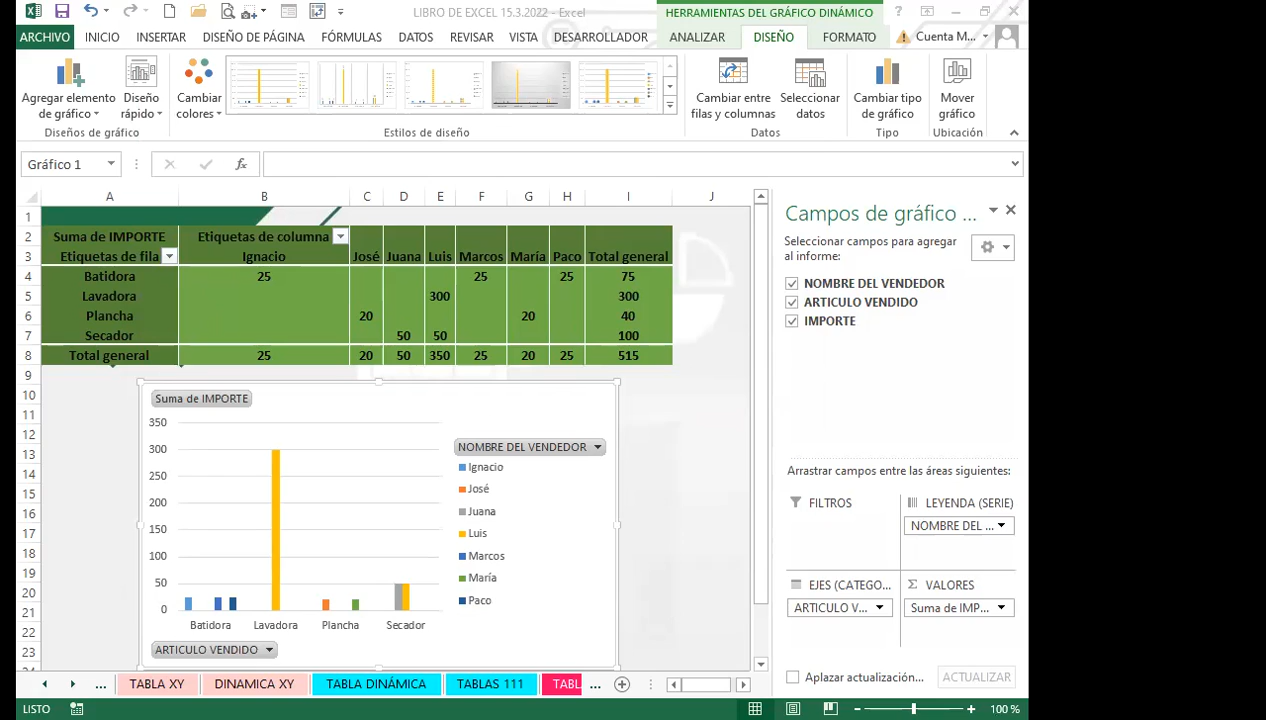 LIBRO DE EXCEL 15.3.2022 - Excel
HERRAMIENTAS DEL GRÁFICO DINÁMICO
?
ARCHIVO INICIO INSERTAR DISEÑO DE PÁGINA FÓRMULAS DATOS REVISAR VISTA DESARROLLADOR ANALIZAR DISEÑO FORMATO Cuenta M...
Agregar elemento de gráfico
Diseño rápido
Cambiar colores
Cambiar entre filas y columnas
Seleccionar datos
Cambiar tipo de gráfico
Mover gráfico
Diseños de gráfico Estilos de diseño Datos Tipo Ubicación
Gráfico 1 fx
A B C D E F G H I J
1
2 Suma de IMPORTE Etiquetas de columna
3 Etiquetas de fila Ignacio José Juana Luis Marcos María Paco Total general
4 Batidora 25 25 25 75
5 Lavadora 300 300
6 Plancha 20 20 40
7 Secador 50 50 100
8 Total general 25 20 50 350 25 20 25 515
9
10
11
12
13
14
15
16
17
18
19
20
21
22
23
Suma de IMPORTE
350
300
250
200
150
100
50
0
Batidora Lavadora Plancha Secador
ARTICULO VENDIDO
NOMBRE DEL VENDEDOR
Ignacio
José
Juana
Luis
Marcos
María
Paco
Campos de gráfico ...
Seleccionar campos para agregar
al informe:
NOMBRE DEL VENDEDOR
ARTICULO VENDIDO
IMPORTE
Arrastrar campos entre las áreas siguientes:
FILTROS
LEYENDA (SERIE)
NOMBRE DEL ...
EJES (CATEGO...
ARTICULO V...
Σ VALORES
Suma de IMP...
Aplazar actualización...
ACTUALIZAR
... TABLA XY DINAMICA XY TABLA DINÁMICA TABLAS 111 TABL ...
LISTO
100 %